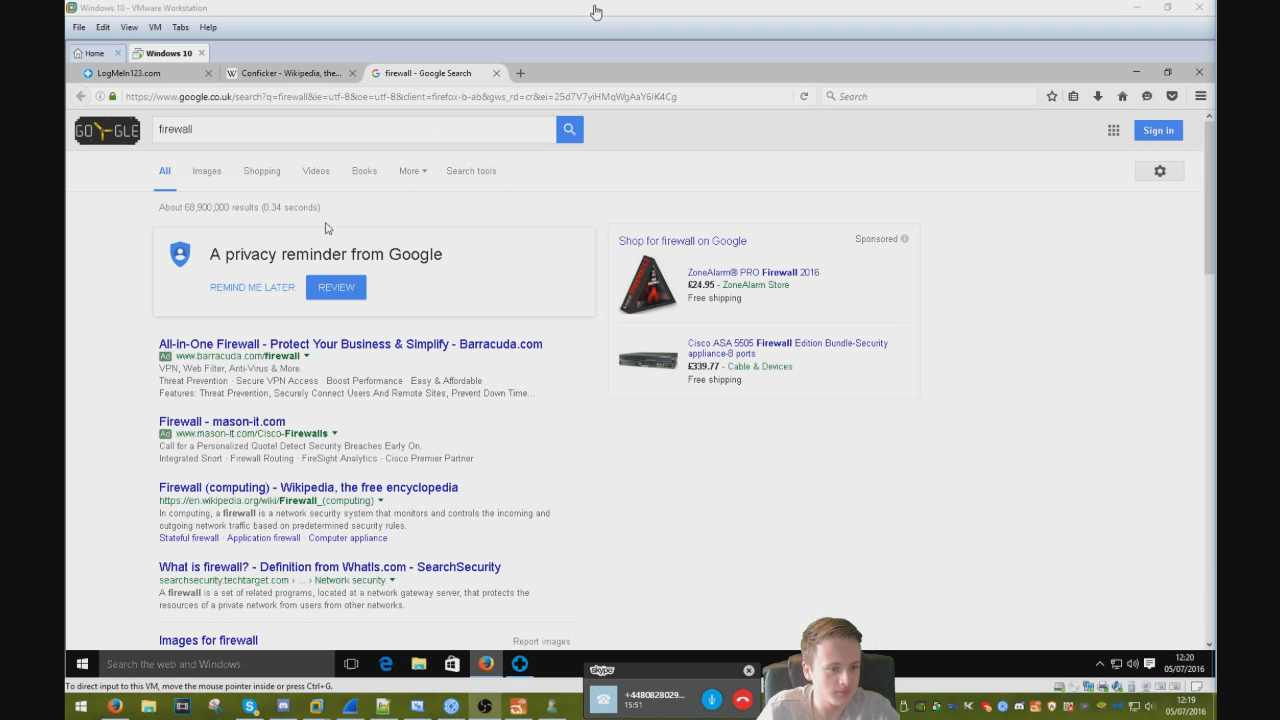 Windows 10 - VMware Workstation
File Edit View VM Tabs Help
Home Windows 10
LogMeIn123.com Conficker - Wikipedia, the... firewall - Google Search
https://www.google.co.uk/search?q=firewall&ie=utf-8&oe=utf-8&client=firefox-b-ab&gws_rd=cr&ei=25d7V7yiHMqWgAaY6IK4Cg Search
GO GLE firewall Sign in
All Images Shopping Videos Books More Search tools
About 68,900,000 results (0.34 seconds)
A privacy reminder from Google
REMIND ME LATER REVIEW
Shop for firewall on Google Sponsored
ZoneAlarm® PRO Firewall 2016
£24.95 - ZoneAlarm Store
Free shipping
Cisco ASA 5505 Firewall Edition Bundle-Security
appliance-8 ports
£339.77 - Cable & Devices
Free shipping
All-in-One Firewall - Protect Your Business & Simplify - Barracuda.com
Ad www.barracuda.com/firewall
VPN, Web Filter, Anti-Virus & More.
Threat Prevention · Secure VPN Access · Boost Performance · Easy & Affordable
Features: Threat Prevention, Securely Connect Users And Remote Sites, Prevent Down Time...
Firewall - mason-it.com
Ad www.mason-it.com/Cisco-Firewalls
Call for a Personalized Quote! Detect Security Breaches Early On.
Integrated Snort · Firewall Routing · FireSight Analytics · Cisco Premier Partner
Firewall (computing) - Wikipedia, the free encyclopedia
https://en.wikipedia.org/wiki/Firewall_(computing)
In computing, a firewall is a network security system that monitors and controls the incoming and
outgoing network traffic based on predetermined security rules.
Stateful firewall · Application firewall · Computer appliance
What is firewall? - Definition from WhatIs.com - SearchSecurity
searchsecurity.techtarget.com › ... › Network security
A firewall is a set of related programs, located at a network gateway server, that protects the
resources of a private network from users from other networks.
Images for firewall Report images
Search the web and Windows
12:20
05/07/2016
To direct input to this VM, move the mouse pointer inside or press Ctrl+G.
skype
+4480828029...
15:51
12:19
05/07/2016